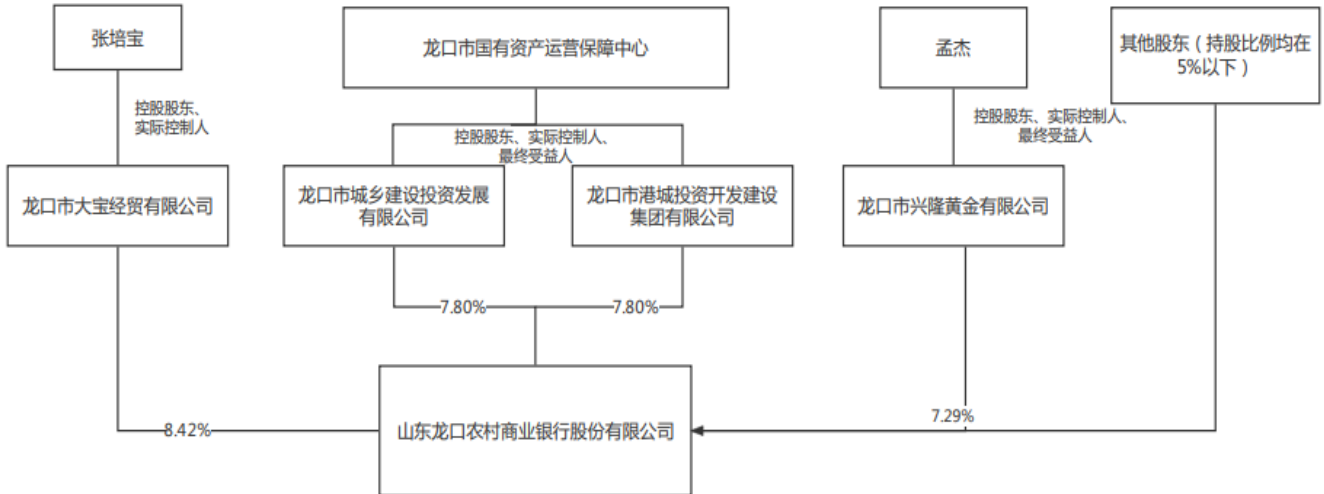 张培宝
龙口市国有资产运营保障中心
孟杰
其他股东（持股比例均在
5%以下）
控股股东、
实际控制人
控股股东、实际控制人、
最终受益人
控股股东、实际控制人、
最终受益人
龙口市大宝经贸有限公司
龙口市城乡建设投资发展
有限公司
龙口市港城投资开发建设
集团有限公司
龙口市兴隆黄金有限公司
7.80%
7.80%
8.42%
山东龙口农村商业银行股份有限公司
7.29%